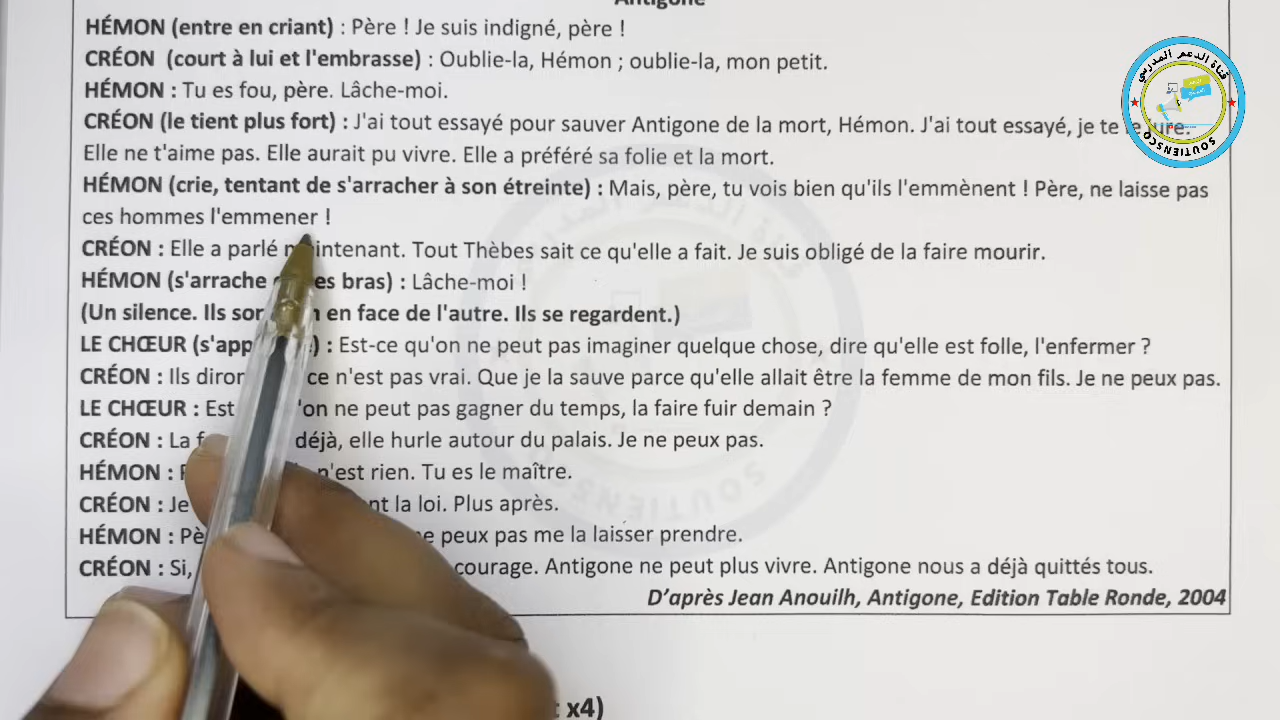 Antigone
HÉMON (entre en criant) : Père ! Je suis indigné, père !
CRÉON (court à lui et l'embrasse) : Oublie-la, Hémon ; oublie-la, mon petit.
HÉMON : Tu es fou, père. Lâche-moi.
CRÉON (le tient plus fort) : J'ai tout essayé pour sauver Antigone de la mort, Hémon. J'ai tout essayé, je te le jure.
Elle ne t'aime pas. Elle aurait pu vivre. Elle a préféré sa folie et la mort.
HÉMON (crie, tentant de s'arracher à son étreinte) : Mais, père, tu vois bien qu'ils l'emmènent ! Père, ne laisse pas
ces hommes l'emmener !
CRÉON : Elle a parlé maintenant. Tout Thèbes sait ce qu'elle a fait. Je suis obligé de la faire mourir.
HÉMON (s'arrache bras) : Lâche-moi !
(Un silence. Ils en face de l'autre. Ils se regardent.)
LE CHŒUR : Est-ce qu'on ne peut pas imaginer quelque chose, dire qu'elle est folle, l'enfermer ?
CRÉON : Ils ce n'est pas vrai. Que je la sauve parce qu'elle allait être la femme de mon fils. Je ne peux pas.
LE CHŒUR : Est 'on ne peut pas gagner du temps, la faire fuir demain ?
CRÉON : La déjà, elle hurle autour du palais. Je ne peux pas.
HÉMON : n'est rien. Tu es le maître.
CRÉON : Je la loi. Plus après.
HÉMON : peux pas me la laisser prendre.
CRÉON : Si, courage. Antigone ne peut plus vivre. Antigone nous a déjà quittés tous.
D'après Jean Anouilh, Antigone, Edition Table Ronde, 2004
x4)
قناة الدعم المدرسي
SOUTIENSCO